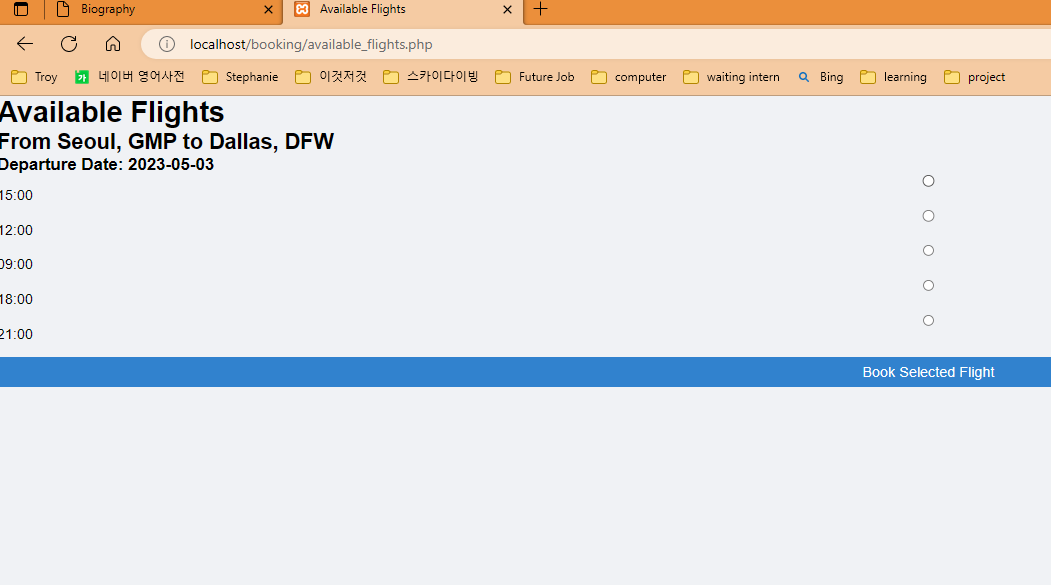 Biography
Available Flights
localhost/booking/available_flights.php
Troy 네이버 영어사전 Stephanie 이것저것 스카이다이빙 Future Job computer waiting intern Bing learning project
Available Flights
From Seoul, GMP to Dallas, DFW
Departure Date: 2023-05-03
15:00
12:00
09:00
18:00
21:00
Book Selected Flight